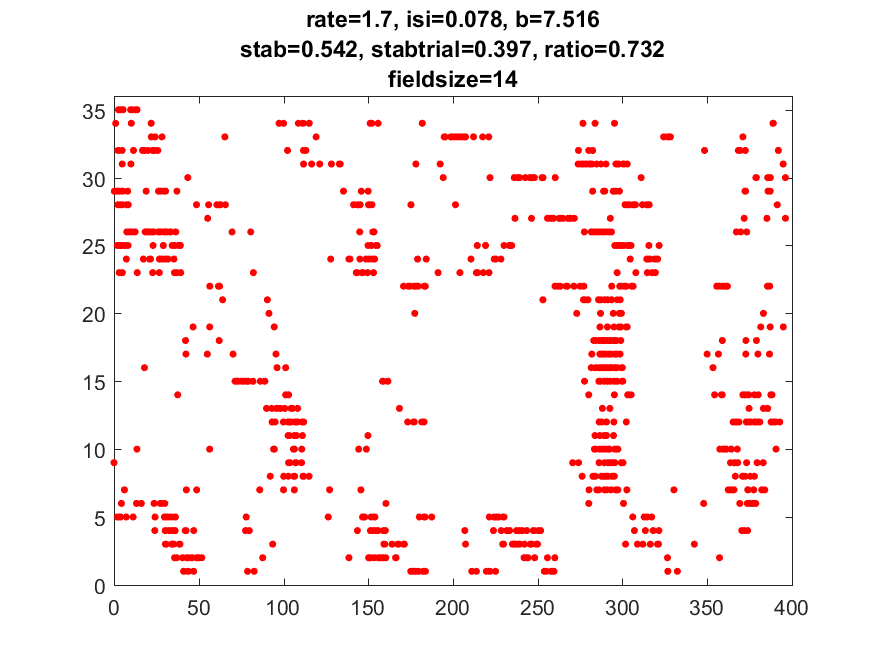 rate=1.7, isi=0.078, b=7.516
stab=0.542, stabtrial=0.397, ratio=0.732
fieldsize=14
35
30
25
20
15
10
5
0
0 50 100 150 200 250 300 350 400